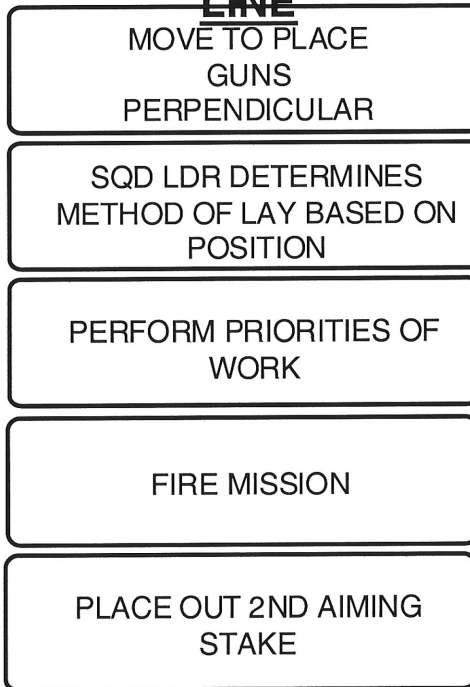 LINE
MOVE TO PLACE
GUNS
PERPENDICULAR
SQD LDR DETERMINES
METHOD OF LAY BASED ON
POSITION
PERFORM PRIORITIES OF
WORK
FIRE MISSION
PLACE OUT 2ND AIMING
STAKE